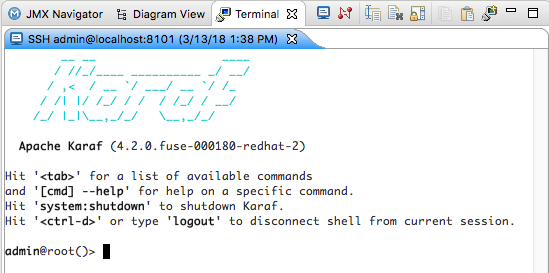 JMX Navigator Diagram View Terminal
SSH admin@localhost:8101 (3/13/18 1:38 PM)
        __ __                  ____
       / //_/____ __________ _/ __/
      / ,<  / __ `/ ___/ __ `/ /_
     / /| |/ /_/ / /  / /_/ / __/
    /_/ |_|\__,_/_/   \__,_/_/
Apache Karaf (4.2.0.fuse-000180-redhat-2)
Hit '<tab>' for a list of available commands
and '[cmd] --help' for help on a specific command.
Hit 'system:shutdown' to shutdown Karaf.
Hit '<ctrl-d>' or type 'logout' to disconnect shell from current session.
admin@root()>